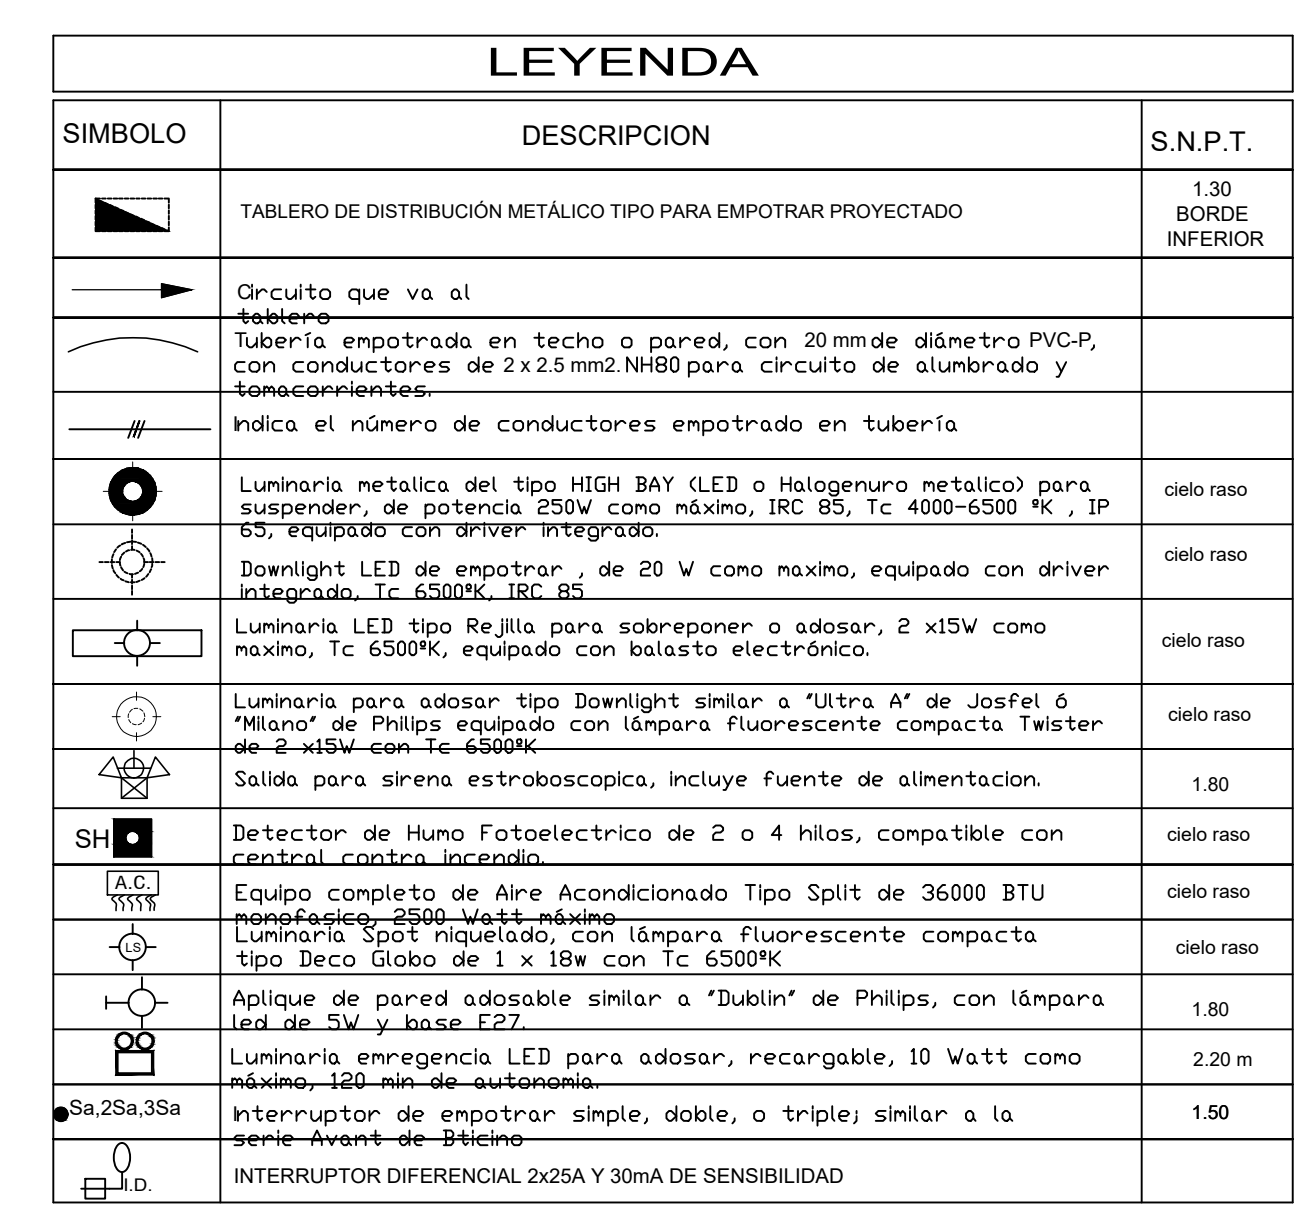 LEYENDA
SIMBOLO
DESCRIPCION
S.N.P.T.
TABLERO DE DISTRIBUCIÓN METÁLICO TIPO PARA EMPOTRAR PROYECTADO
1.30
BORDE
INFERIOR
Circuito que va al
tablero
Tubería empotrada en techo o pared, con 20 mm de diámetro PVC-P,
con conductores de 2 x 2.5 mm2. NH80 para circuito de alumbrado y
tomacorrientes.
Indica el número de conductores empotrado en tubería
Luminaria metalica del tipo HIGH BAY (LED o Halogenuro metalico) para
suspender, de potencia 250W como máximo, IRC 85, Tc 4000-6500 ºK , IP
65, equipado con driver integrado.
cielo raso
Downlight LED de empotrar , de 20 W como maximo, equipado con driver
integrado, Tc 6500ºK, IRC 85
cielo raso
Luminaria LED tipo Rejilla para sobreponer o adosar, 2 x15W como
maximo, Tc 6500ºK, equipado con balasto electrónico.
cielo raso
Luminaria para adosar tipo Downlight similar a "Ultra A" de Josfel ó
"Milano" de Philips equipado con lámpara fluorescente compacta Twister
de 2 x15W con Tc 6500ºK
cielo raso
Salida para sirena estroboscopica, incluye fuente de alimentacion.
1.80
SH
Detector de Humo Fotoelectrico de 2 o 4 hilos, compatible con
central contra incendio.
cielo raso
A.C.
Equipo completo de Aire Acondicionado Tipo Split de 36000 BTU
monofasico, 2500 Watt máximo
cielo raso
LS
Luminaria Spot niquelado, con lámpara fluorescente compacta
tipo Deco Globo de 1 x 18w con Tc 6500ºK
cielo raso
Aplique de pared adosable similar a "Dublin" de Philips, con lámpara
led de 5W y base E27.
1.80
Luminaria emregencia LED para adosar, recargable, 10 Watt como
máximo, 120 min de autonomia.
2.20 m
Sa,2Sa,3Sa
Interruptor de empotrar simple, doble, o triple; similar a la
serie Avant de Bticino
1.50
I.D.
INTERRUPTOR DIFERENCIAL 2x25A Y 30mA DE SENSIBILIDAD